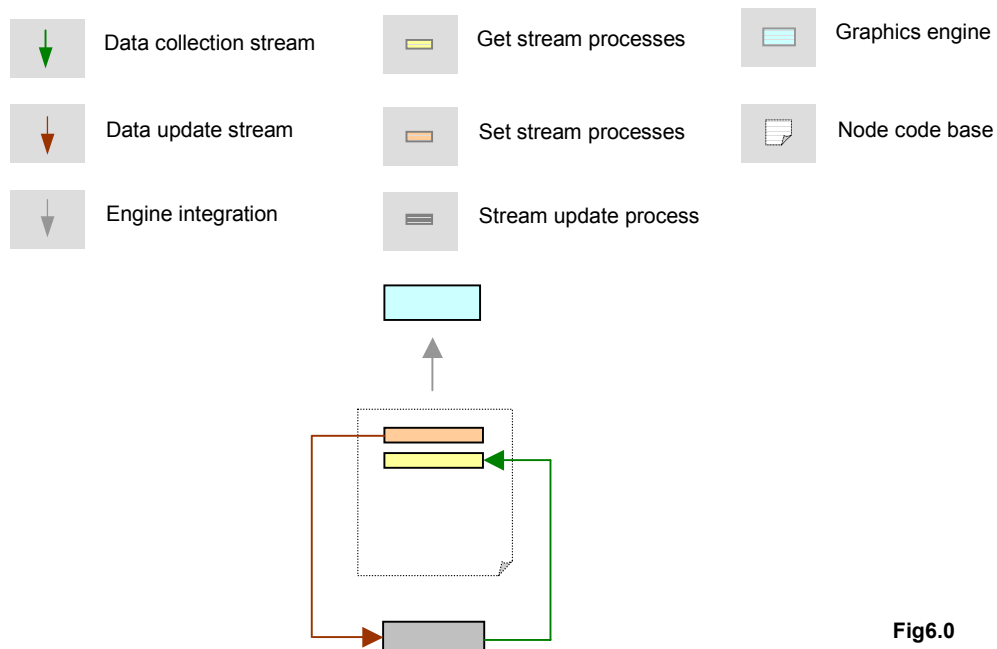 Data collection stream
Get stream processes
Graphics engine
Data update stream
Set stream processes
Node code base
Engine integration
Stream update process
Fig6.0